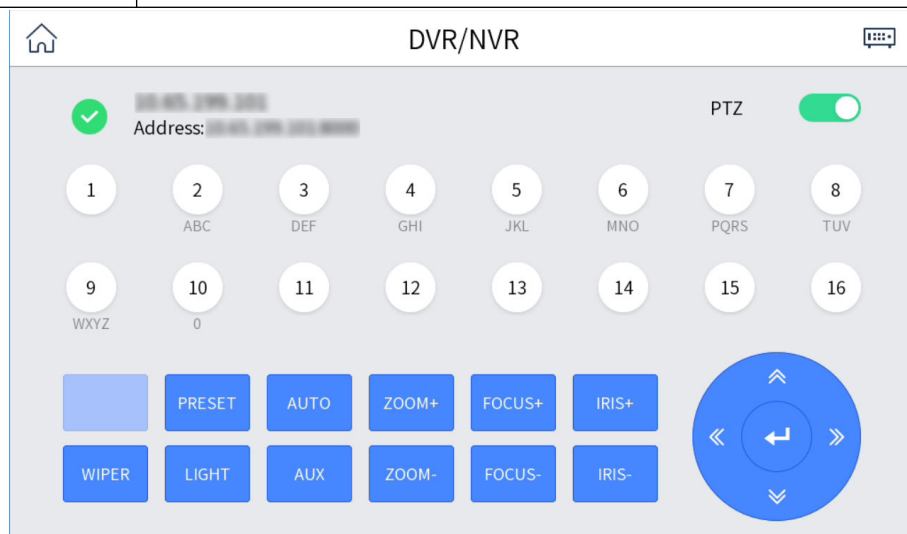 DVR/NVR
Address:
PTZ
1 2 3 4 5 6 7 8
ABC DEF GHI JKL MNO PQRS TUV
9 10 11 12 13 14 15 16
WXYZ 0
PRESET AUTO ZOOM+ FOCUS+ IRIS+
WIPER LIGHT AUX ZOOM- FOCUS- IRIS-